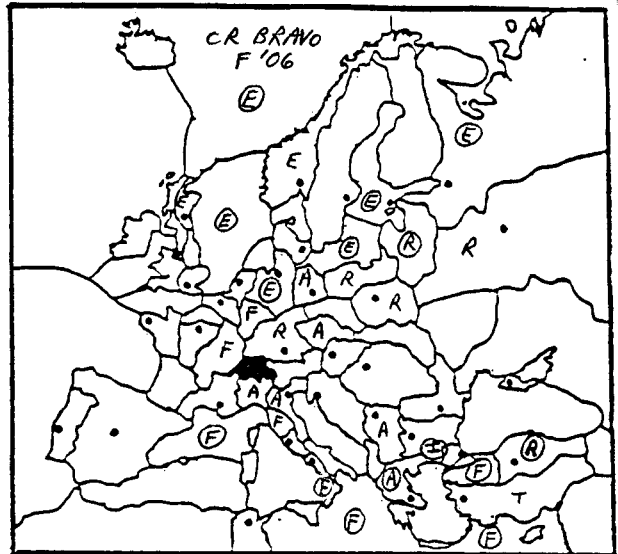 CR BRAVO
F '06
E
E
E
E E E
E R R
E A R R
F
F R A
A A
F A I F R
F E A T
F F